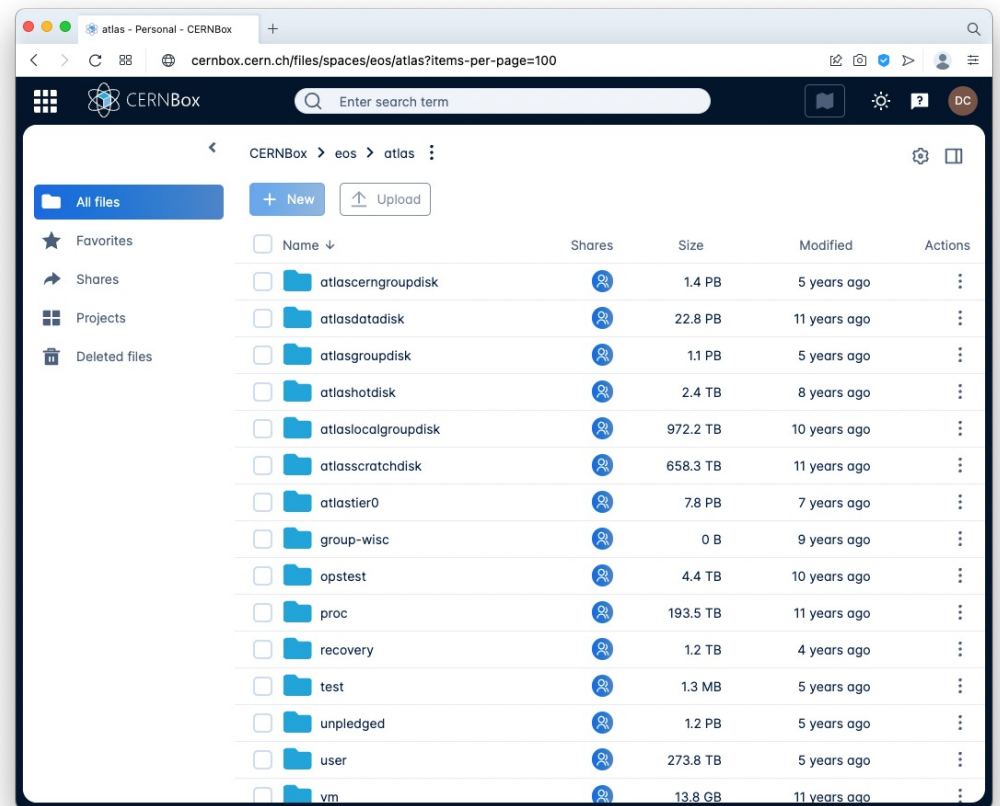 atlas - Personal - CERNBox
cernbox.cern.ch/files/spaces/eos/atlas?items-per-page=100
CERNBox Enter search term DC
CERNBox > eos > atlas
All files
Favorites
Shares
Projects
Deleted files
+ New Upload
Name Shares Size Modified Actions
atlascerngroupdisk 1.4 PB 5 years ago
atlasdatadisk 22.8 PB 11 years ago
atlasgroupdisk 1.1 PB 5 years ago
atlashotdisk 2.4 TB 8 years ago
atlaslocalgroupdisk 972.2 TB 10 years ago
atlasscratchdisk 658.3 TB 11 years ago
atlastier0 7.8 PB 7 years ago
group-wisc 0 B 9 years ago
opstest 4.4 TB 10 years ago
proc 193.5 TB 11 years ago
recovery 1.2 TB 4 years ago
test 1.3 MB 5 years ago
unpledged 1.2 PB 5 years ago
user 273.8 TB 5 years ago
vm 13.8 GB 11 years ago